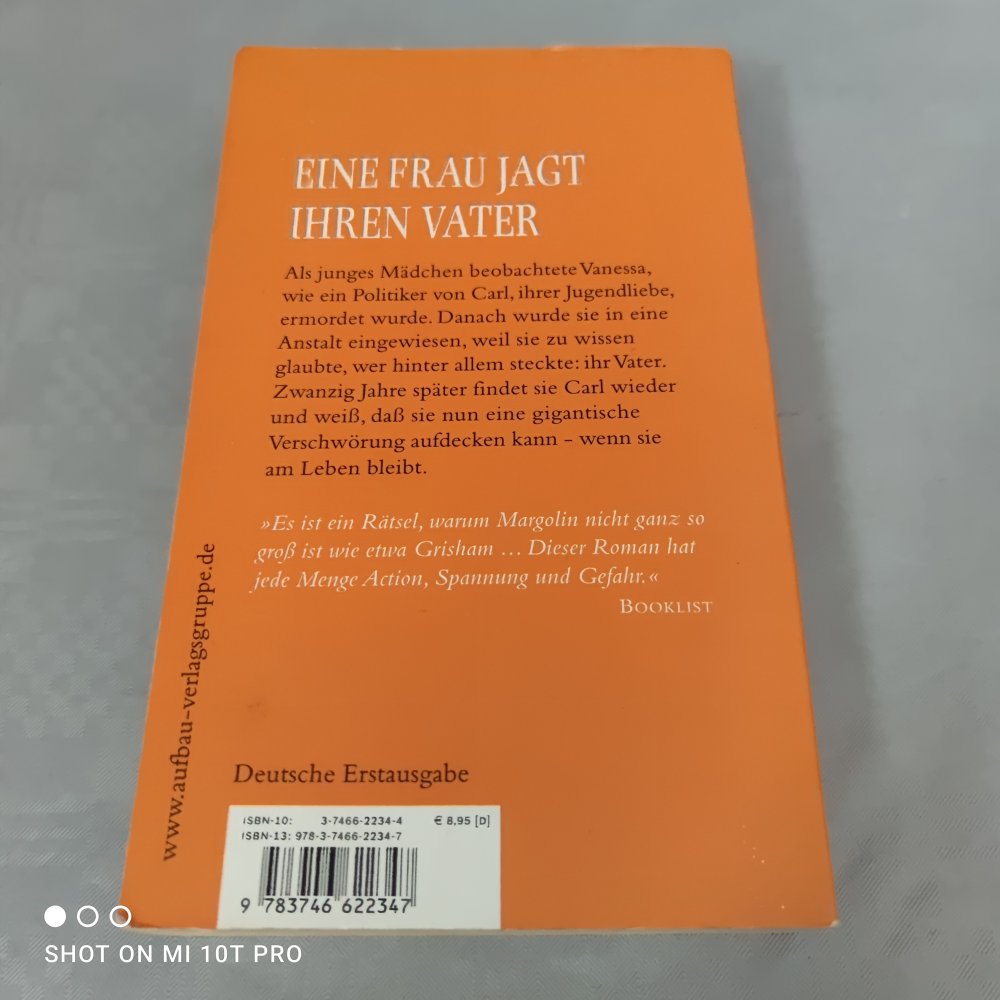 EINE FRAU JAGT
IHREN VATER
Als junges Mädchen beobachtete Vanessa,
wie ein Politiker von Carl, ihrer Jugendliebe,
ermordet wurde. Danach wurde sie in eine
Anstalt eingewiesen, weil sie zu wissen
glaubte, wer hinter allem steckte: ihr Vater.
Zwanzig Jahre später findet sie Carl wieder
und weiß, daß sie nun eine gigantische
Verschwörung aufdecken kann – wenn sie
am Leben bleibt.
»Es ist ein Rätsel, warum Margolin nicht ganz so
groß ist wie etwa Grisham … Dieser Roman hat
jede Menge Action, Spannung und Gefahr.«
BOOKLIST
www.aufbau-verlagsgruppe.de
Deutsche Erstausgabe
ISBN-10: 3-7466-2234-4 € 8,95 [D]
ISBN-13: 978-3-7466-2234-7
9 783746 622347
SHOT ON MI 10T PRO